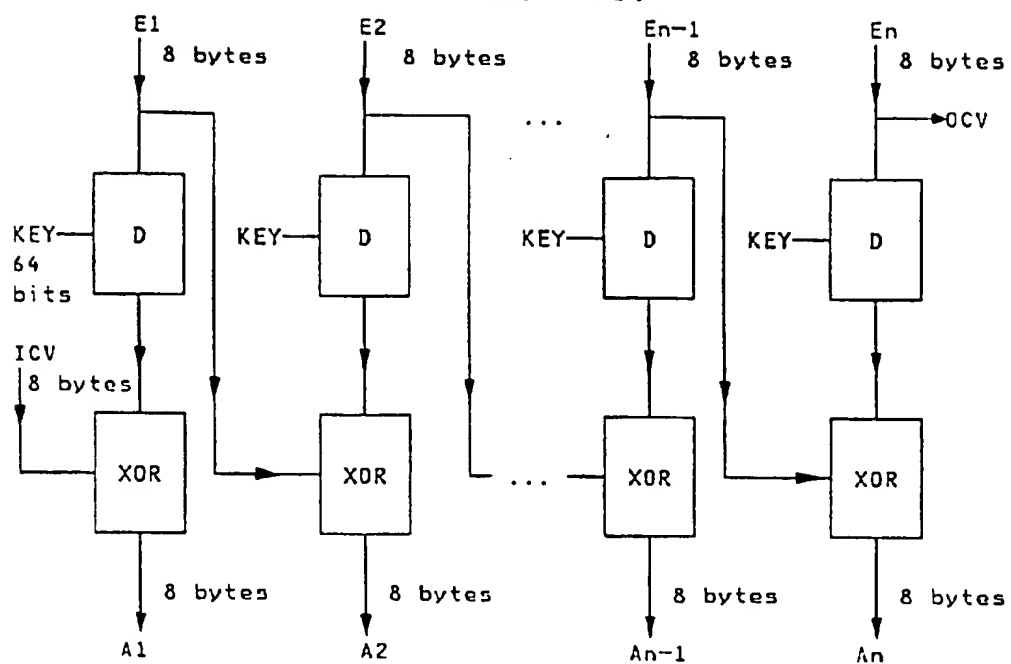 E1 E2 En-1 En
8 bytes 8 bytes 8 bytes 8 bytes
... OCV
KEY D KEY D KEY D KEY D
64
bits
ICV
8 bytes
XOR XOR ... XOR XOR
8 bytes 8 bytes 8 bytes 8 bytes
A1 A2 An-1 An